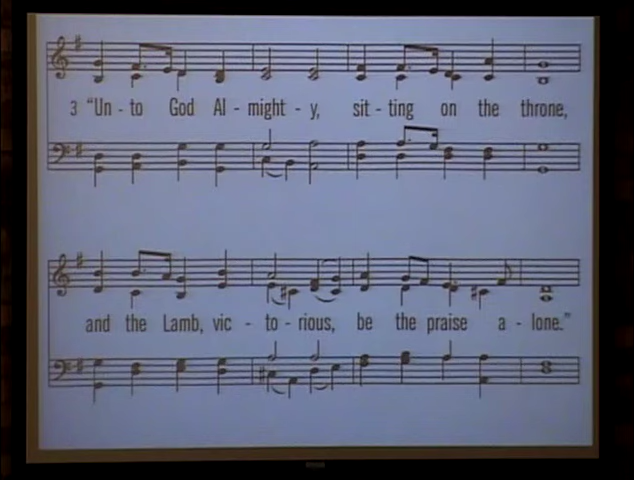 3 "Un - to God Al - might - y, sit - ting on the throne,
and the Lamb, vic - to - rious, be the praise a - lone."